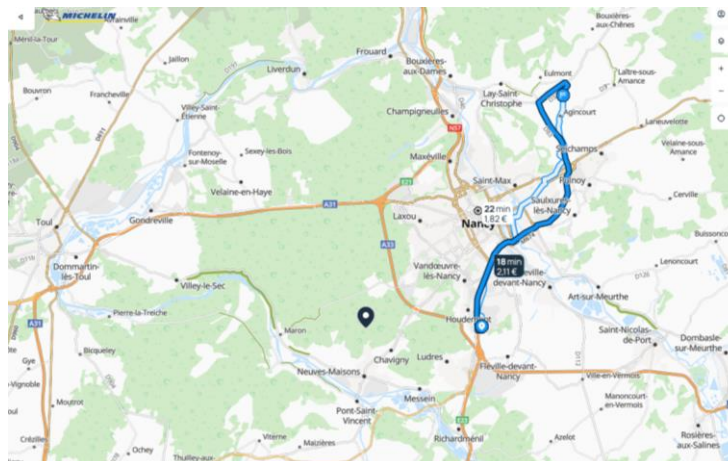 MICHELIN
Avrainville
Ménil-la-Tour
Jaillon
Liverdun
Frouard
Bouxières-
aux-Dames
Bouxières-
aux-Chênes
Eulmont
Laître-sous-
Amance
Lay-Saint-
Christophe
Agincourt
Bouvron
Francheville
Villey-Saint-
Étienne
Champigneulles
N57
Laneuvelotte
Seichamps
Velaine-sous-
Amance
Fontenoy-
sur-Moselle
Sexey-les-Bois
Maxéville
E21
Saint-Max
Pulnoy
Velaine-en-Haye
Cerville
Toul
Gondreville
A31
Laxou
22 min
1.82 €
Nancy
Saulxures-
lès-Nancy
A33
Dommartin-
lès-Toul
Villey-le-Sec
Vandœuvre-
lès-Nancy
18 min
2.11 €
devant-Nancy
Lenoncourt
Art-sur-Meurthe
A31
Pierre-la-Treiche
Maron
Houdemont
Saint-Nicolas-
de-Port
Dombasle-
sur-Meurthe
Bicqueley
Gye
Chavigny
Ludres
Neuves-Maisons
Fléville-devant-
Nancy
Ville-en-Vermois
Moutrot
Messein
Manoncourt-
en-Vermois
Pont-Saint-
Vincent
Crézilles
Ochey
Viterne
Maizières
Richardménil
Azelot
Rosières-
aux-Salines
Thuilley-aux-